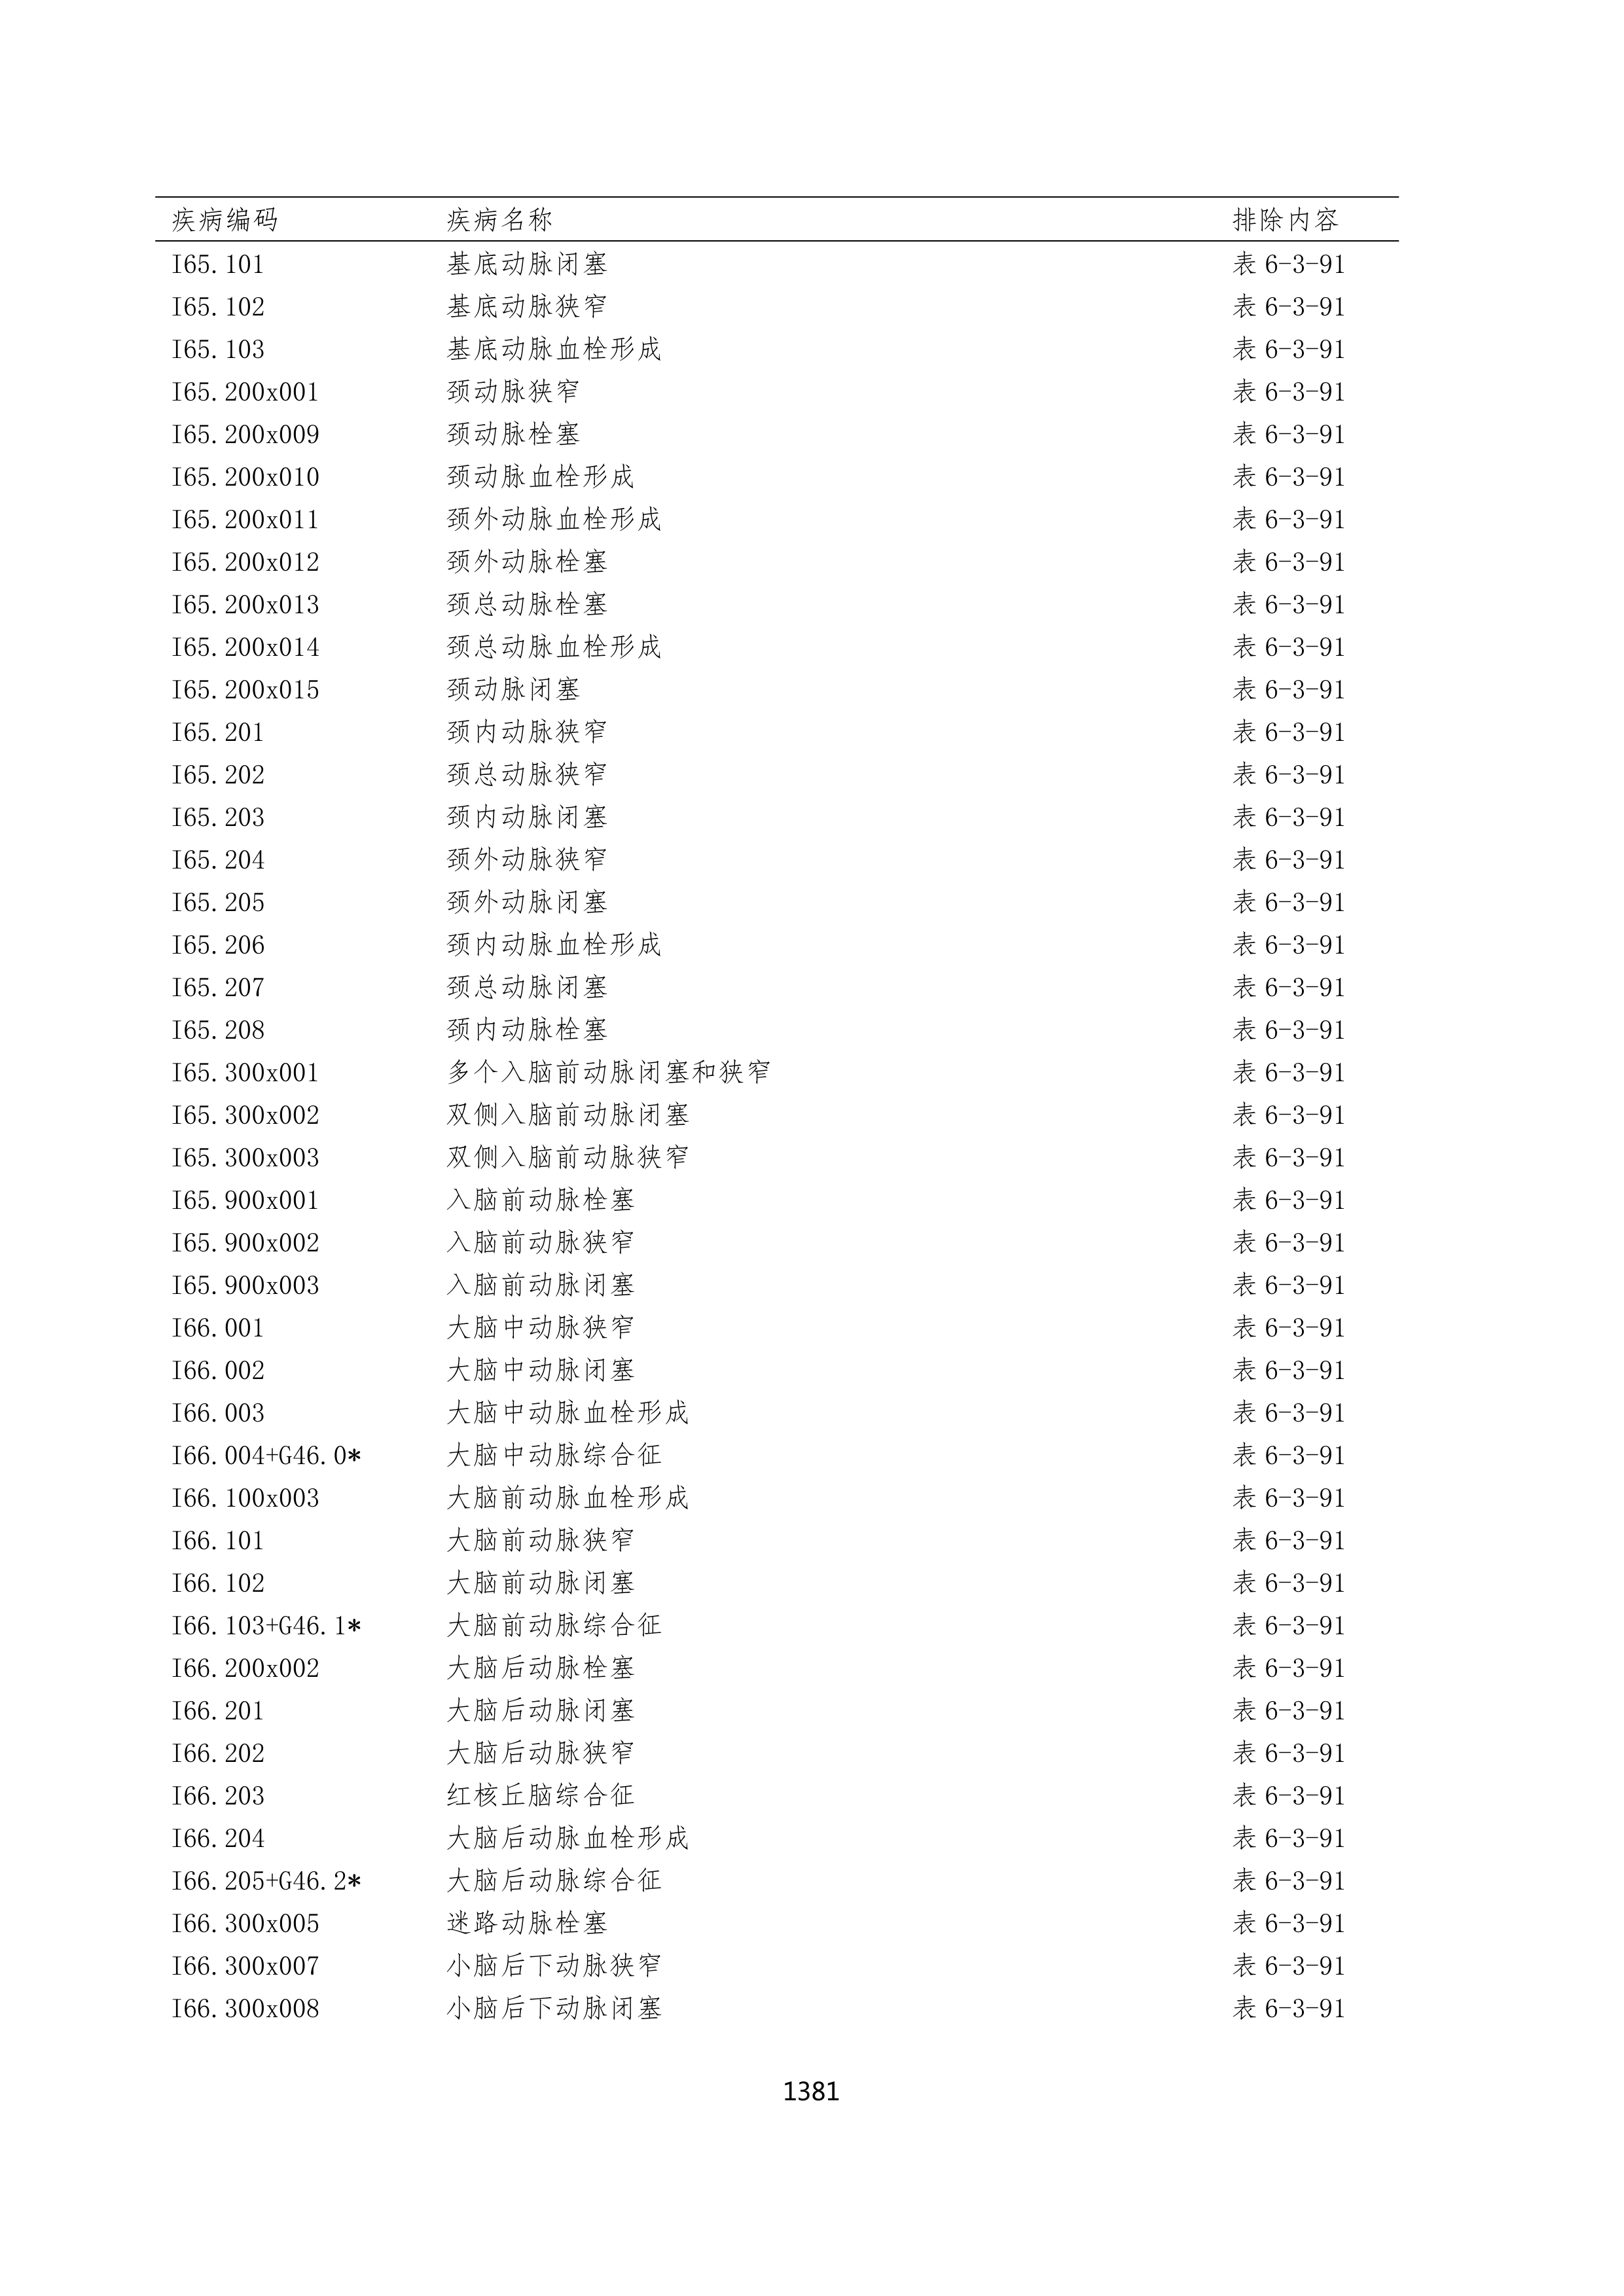 疾病编码 疾病名称 排除内容
I65.101 基底动脉闭塞 表 6-3-91
I65.102 基底动脉狭窄 表 6-3-91
I65.103 基底动脉血栓形成 表 6-3-91
I65.200x001 颈动脉狭窄 表 6-3-91
I65.200x009 颈动脉栓塞 表 6-3-91
I65.200x010 颈动脉血栓形成 表 6-3-91
I65.200x011 颈外动脉血栓形成 表 6-3-91
I65.200x012 颈外动脉栓塞 表 6-3-91
I65.200x013 颈总动脉栓塞 表 6-3-91
I65.200x014 颈总动脉血栓形成 表 6-3-91
I65.200x015 颈动脉闭塞 表 6-3-91
I65.201 颈内动脉狭窄 表 6-3-91
I65.202 颈总动脉狭窄 表 6-3-91
I65.203 颈内动脉闭塞 表 6-3-91
I65.204 颈外动脉狭窄 表 6-3-91
I65.205 颈外动脉闭塞 表 6-3-91
I65.206 颈内动脉血栓形成 表 6-3-91
I65.207 颈总动脉闭塞 表 6-3-91
I65.208 颈内动脉栓塞 表 6-3-91
I65.300x001 多个入脑前动脉闭塞和狭窄 表 6-3-91
I65.300x002 双侧入脑前动脉闭塞 表 6-3-91
I65.300x003 双侧入脑前动脉狭窄 表 6-3-91
I65.900x001 入脑前动脉栓塞 表 6-3-91
I65.900x002 入脑前动脉狭窄 表 6-3-91
I65.900x003 入脑前动脉闭塞 表 6-3-91
I66.001 大脑中动脉狭窄 表 6-3-91
I66.002 大脑中动脉闭塞 表 6-3-91
I66.003 大脑中动脉血栓形成 表 6-3-91
I66.004+G46.0* 大脑中动脉综合征 表 6-3-91
I66.100x003 大脑前动脉血栓形成 表 6-3-91
I66.101 大脑前动脉狭窄 表 6-3-91
I66.102 大脑前动脉闭塞 表 6-3-91
I66.103+G46.1* 大脑前动脉综合征 表 6-3-91
I66.200x002 大脑后动脉栓塞 表 6-3-91
I66.201 大脑后动脉闭塞 表 6-3-91
I66.202 大脑后动脉狭窄 表 6-3-91
I66.203 红核丘脑综合征 表 6-3-91
I66.204 大脑后动脉血栓形成 表 6-3-91
I66.205+G46.2* 大脑后动脉综合征 表 6-3-91
I66.300x005 迷路动脉栓塞 表 6-3-91
I66.300x007 小脑后下动脉狭窄 表 6-3-91
I66.300x008 小脑后下动脉闭塞 表 6-3-91
1381